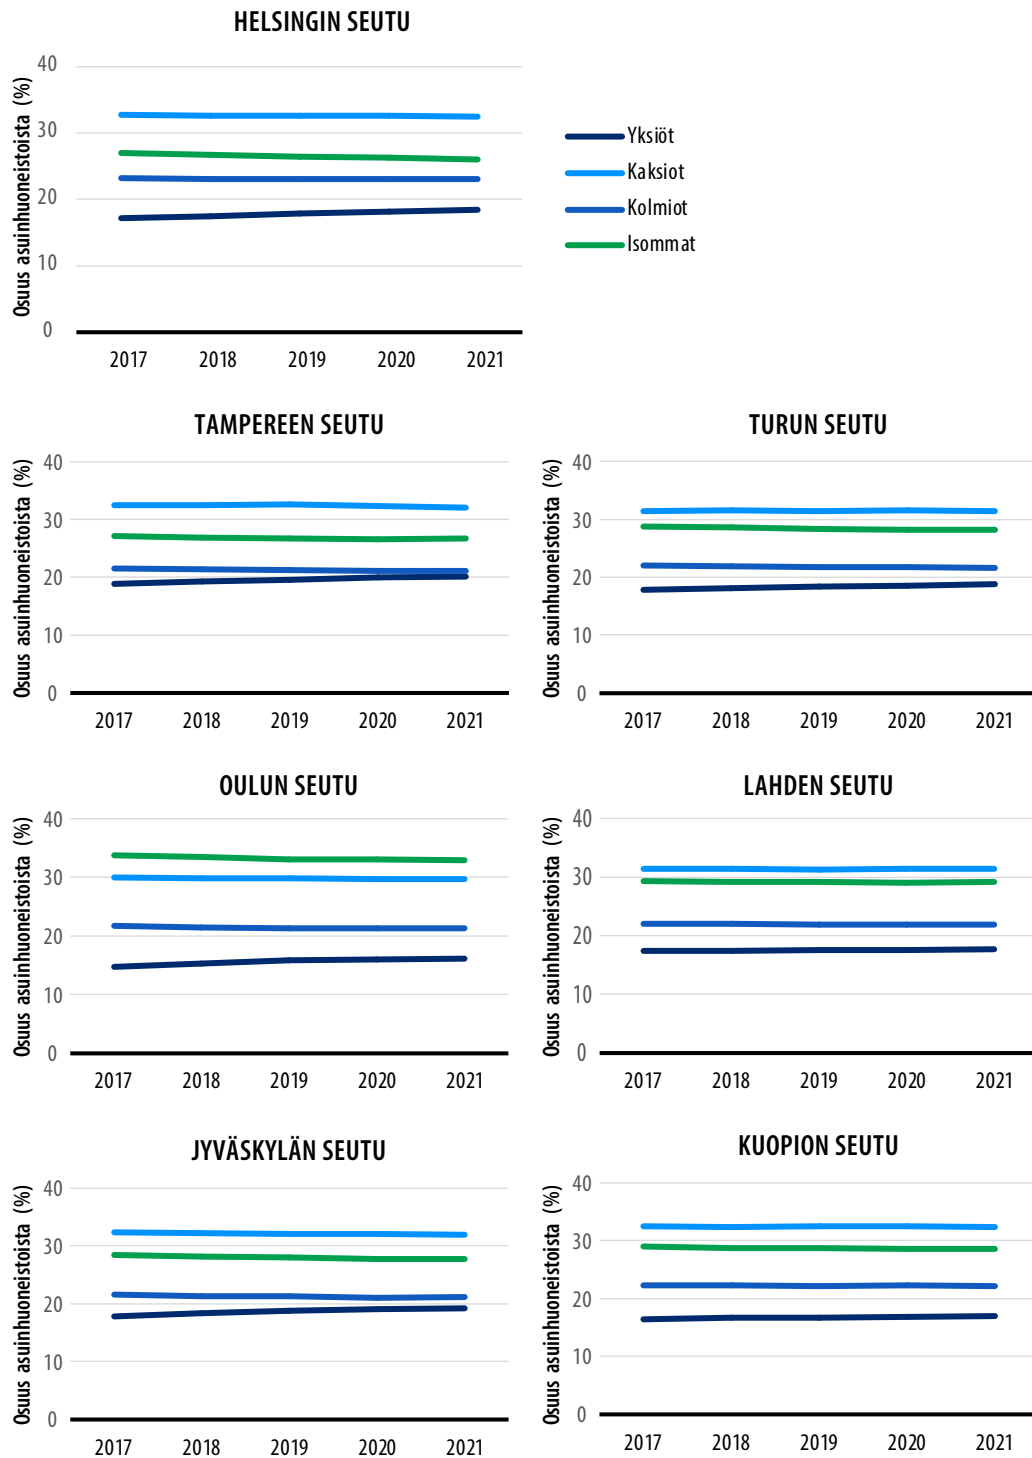 HELSINGIN SEUTU
Osuus asuinhuoneistoista (%)
40
30
20
10
0
2017 2018 2019 2020 2021
Yksiöt
Kaksiot
Kolmiot
Isommat
TAMPEREEN SEUTU
Osuus asuinhuoneistoista (%)
40
30
20
10
0
2017 2018 2019 2020 2021
TURUN SEUTU
Osuus asuinhuoneistoista (%)
40
30
20
10
0
2017 2018 2019 2020 2021
OULUN SEUTU
Osuus asuinhuoneistoista (%)
40
30
20
10
0
2017 2018 2019 2020 2021
LAHDEN SEUTU
Osuus asuinhuoneistoista (%)
40
30
20
10
0
2017 2018 2019 2020 2021
JYVÄSKYLÄN SEUTU
Osuus asuinhuoneistoista (%)
40
30
20
10
0
2017 2018 2019 2020 2021
KUOPION SEUTU
Osuus asuinhuoneistoista (%)
40
30
20
10
0
2017 2018 2019 2020 2021